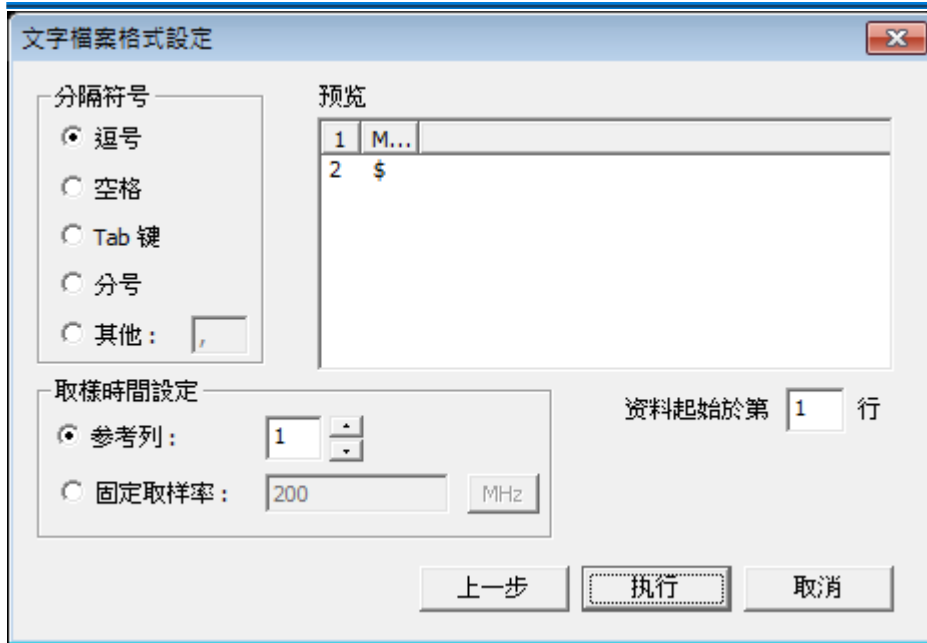 文字檔案格式設定
分隔符号
逗号
空格
Tab 键
分号
其他： ,
预览
1 M...
2 $
取樣時間設定
参考列： 1
固定取样率： 200 MHz
资料起始於第 1 行
上一步 执行 取消